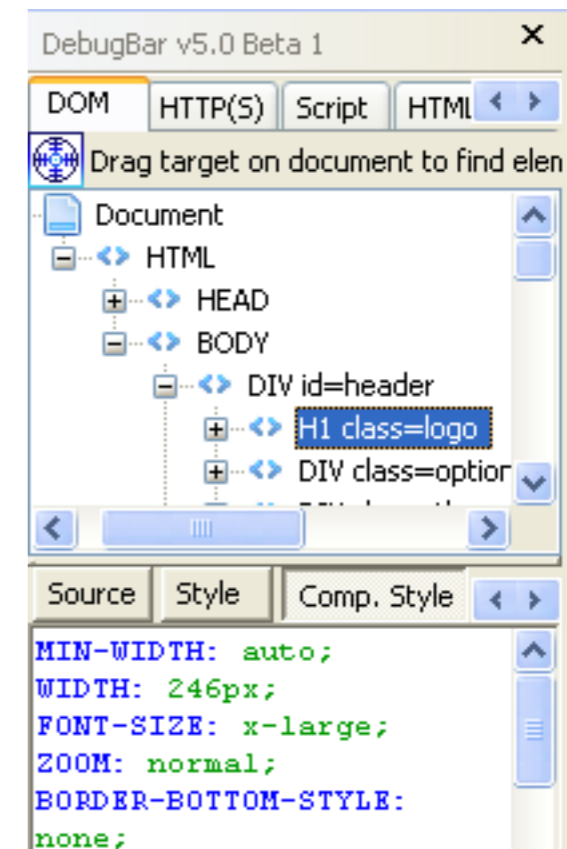 DebugBar v5.0 Beta 1
DOM HTTP(S) Script HTML
Drag target on document to find elen
Document
HTML
HEAD
BODY
DIV id=header
H1 class=logo
DIV class=option
Source Style Comp. Style
MIN-WIDTH: auto;
WIDTH: 246px;
FONT-SIZE: x-large;
ZOOM: normal;
BORDER-BOTTOM-STYLE:
none;